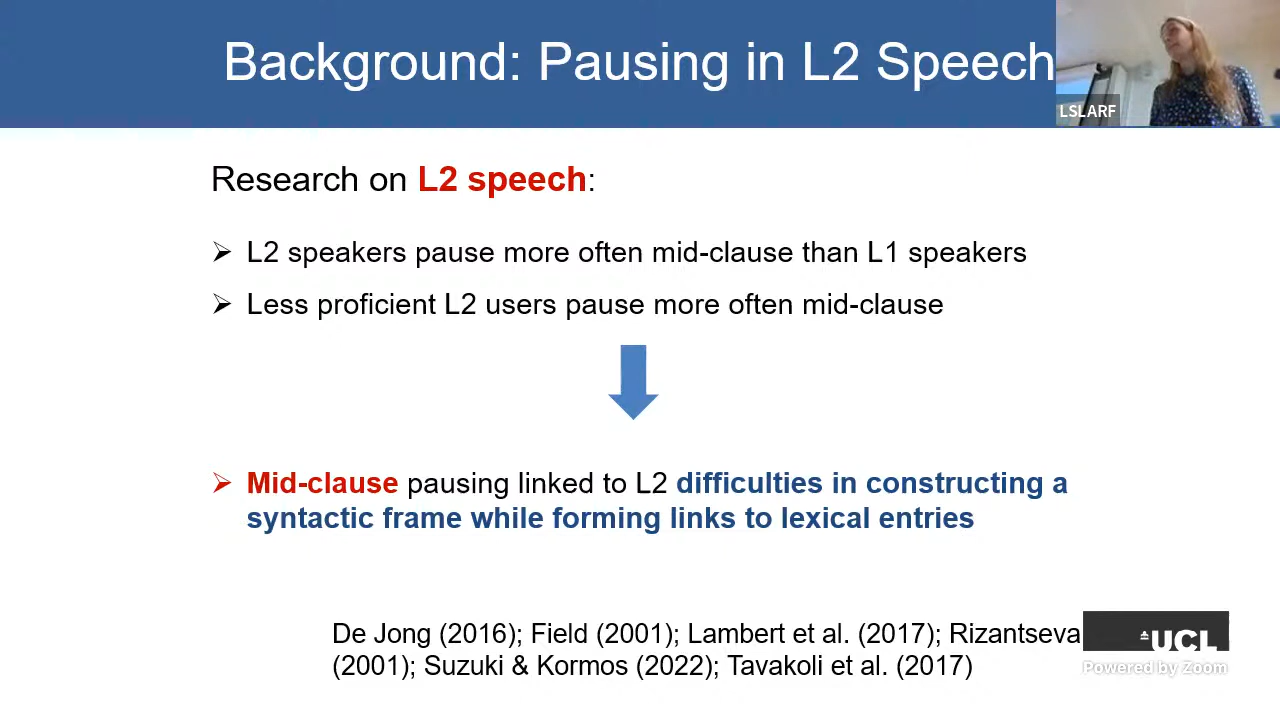 Background: Pausing in L2 Speech
LSLARF
Research on L2 speech:
➢ L2 speakers pause more often mid-clause than L1 speakers
➢ Less proficient L2 users pause more often mid-clause
➢ Mid-clause pausing linked to L2 difficulties in constructing a
syntactic frame while forming links to lexical entries
De Jong (2016); Field (2001); Lambert et al. (2017); Rizantseva
(2001); Suzuki & Kormos (2022); Tavakoli et al. (2017)
UCL
Powered by Zoom